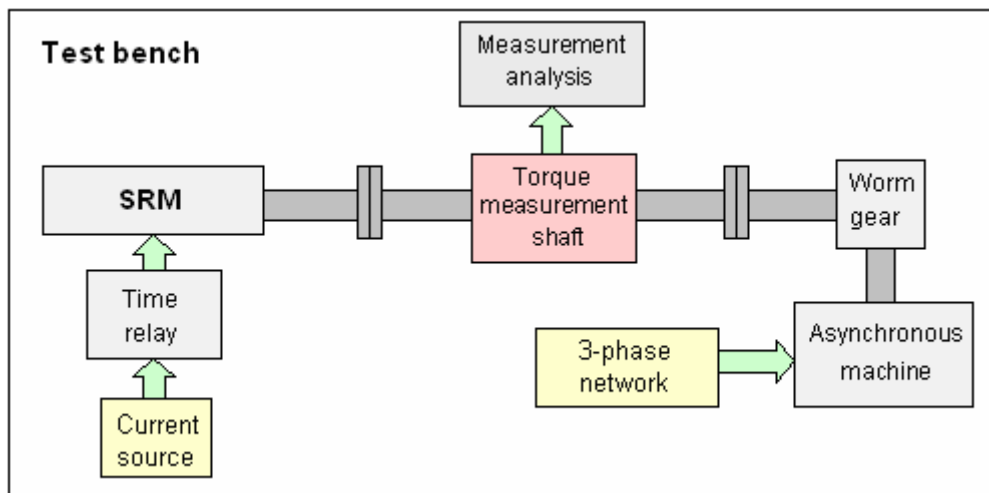 Test bench
Measurement
analysis
SRM
Torque
measurement
shaft
Worm
gear
Time
relay
3-phase
network
Asynchronous
machine
Current
source